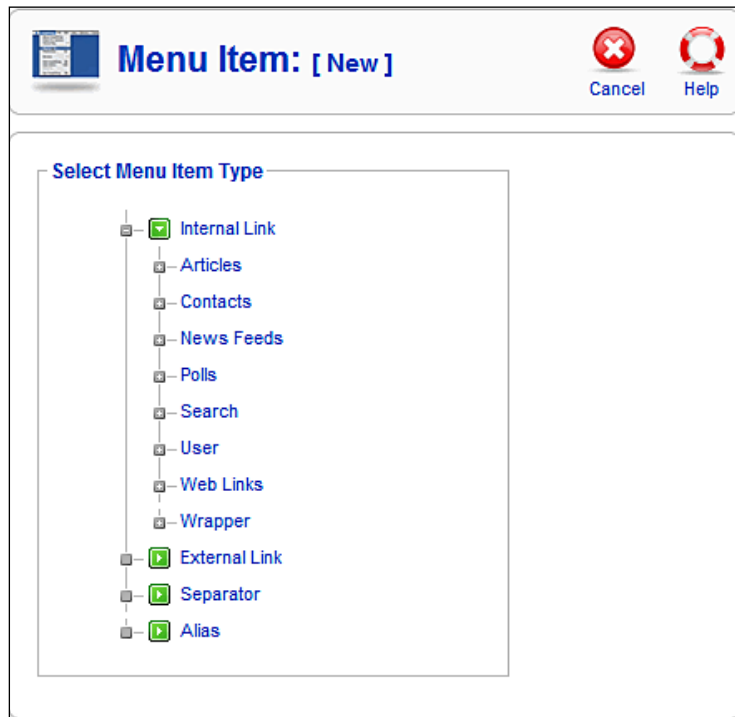 Menu Item: [ New ]
Cancel
Help
Select Menu Item Type
Internal Link
Articles
Contacts
News Feeds
Polls
Search
User
Web Links
Wrapper
External Link
Separator
Alias